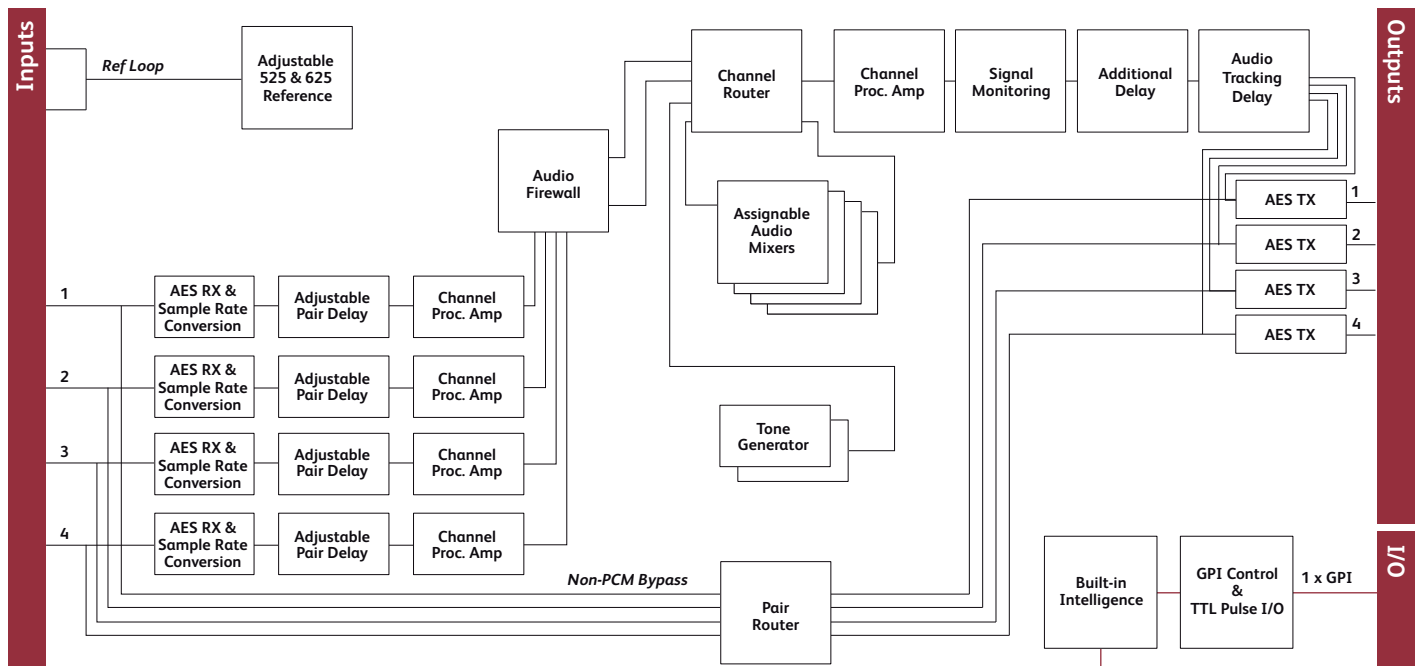 Inputs
Ref Loop
Adjustable
525 & 625
Reference
Channel
Router
Channel
Proc. Amp
Signal
Monitoring
Additional
Delay
Audio
Tracking
Delay
Outputs
Audio
Firewall
Assignable
Audio
Mixers
AES TX
1
AES TX
2
AES TX
3
AES TX
4
1
AES RX &
Sample Rate
Conversion
Adjustable
Pair Delay
Channel
Proc. Amp
2
AES RX &
Sample Rate
Conversion
Adjustable
Pair Delay
Channel
Proc. Amp
3
AES RX &
Sample Rate
Conversion
Adjustable
Pair Delay
Channel
Proc. Amp
4
AES RX &
Sample Rate
Conversion
Adjustable
Pair Delay
Channel
Proc. Amp
Tone
Generator
Non-PCM Bypass
Pair
Router
Built-in
Intelligence
GPI Control
&
TTL Pulse I/O
1 x GPI
I/O